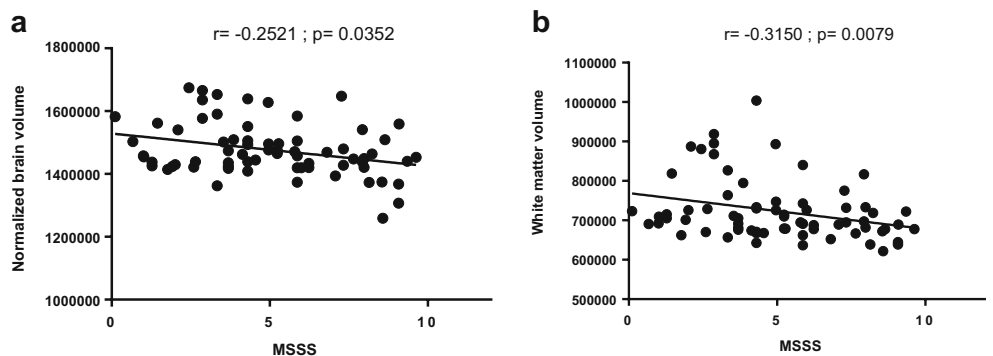 a
r= -0.2521 ; p= 0.0352
Normalized brain volume
1800000
1600000
1400000
1200000
1000000
0
5
10
MSSS
b
r= -0.3150 ; p= 0.0079
White matter volume
1100000
1000000
900000
800000
700000
600000
500000
0
5
10
MSSS